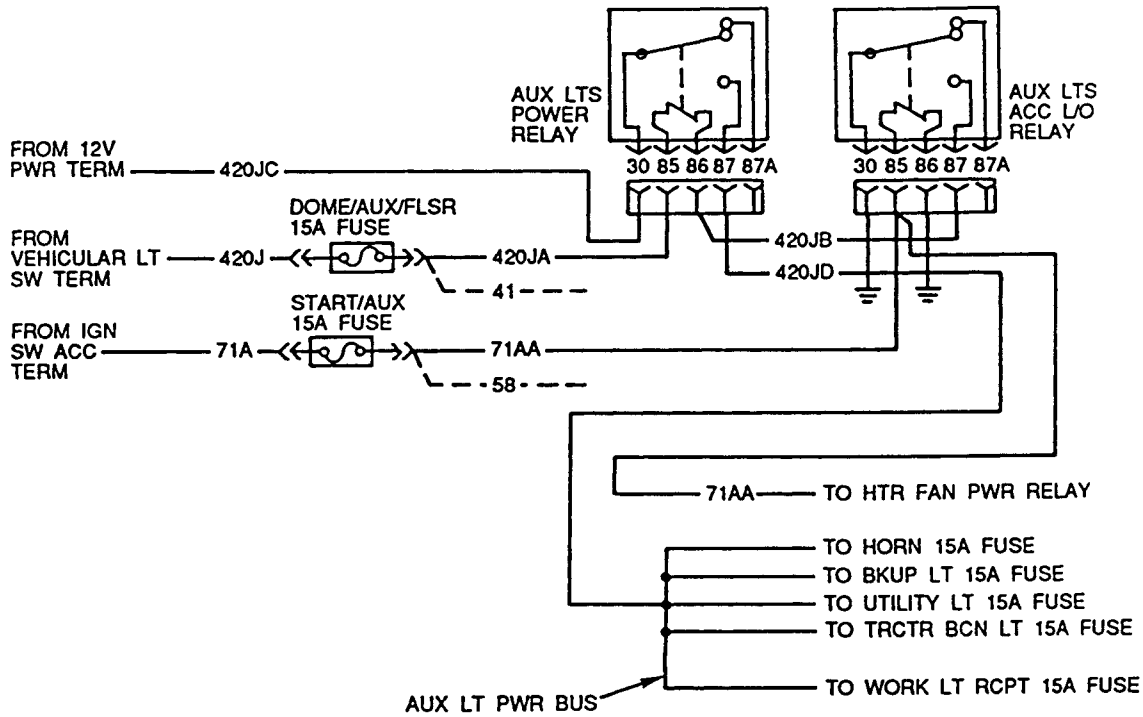 AUX LTS
POWER
RELAY
30 85 86 87 87A
AUX LTS
ACC L/O
RELAY
30 85 86 87 87A
FROM 12V
PWR TERM
420JC
DOME/AUX/FLSR
15A FUSE
FROM
VEHICULAR LT
SW TERM
420J
420JA
41
420JB
420JD
START/AUX
15A FUSE
FROM IGN
SW ACC
TERM
71A
71AA
58
71AA
TO HTR FAN PWR RELAY
TO HORN 15A FUSE
TO BKUP LT 15A FUSE
TO UTILITY LT 15A FUSE
TO TRCTR BCN LT 15A FUSE
TO WORK LT RCPT 15A FUSE
AUX LT PWR BUS